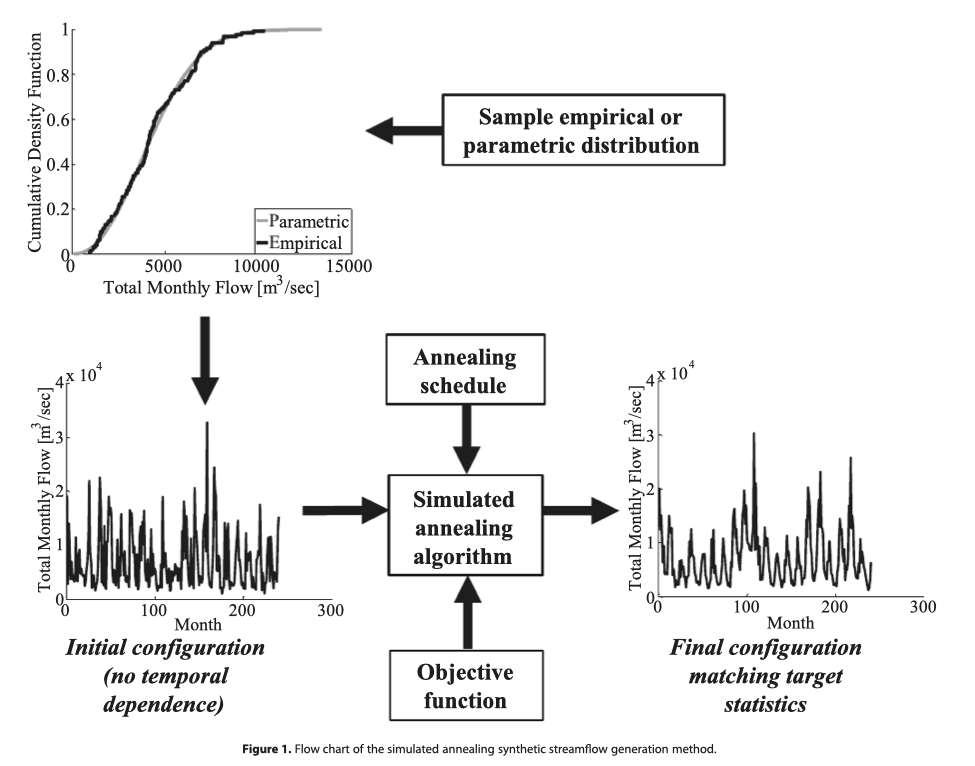 Cumulative Density Function
1
0.8
0.6
0.4
0.2
0
Parametric
Empirical
0 5000 10000 15000
Total Monthly Flow [m³/sec]
Sample empirical or
parametric distribution
Total Monthly Flow [m³/sec]
x 10⁴
4
3
2
1
0
0 100 200 300
Month
Initial configuration
(no temporal
dependence)
Annealing
schedule
Simulated
annealing
algorithm
Objective
function
Total Monthly Flow [m³/sec]
x 10⁴
4
3
2
1
0
0 100 200 300
Month
Final configuration
matching target
statistics
Figure 1. Flow chart of the simulated annealing synthetic streamflow generation method.